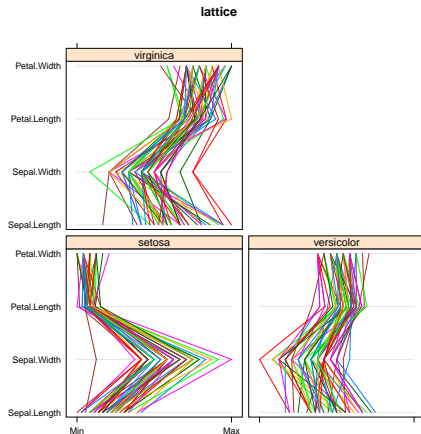 lattice
virginica
Petal.Width
Petal.Length
Sepal.Width
Sepal.Length
setosa
versicolor
Petal.Width
Petal.Length
Sepal.Width
Sepal.Length
Min
Max